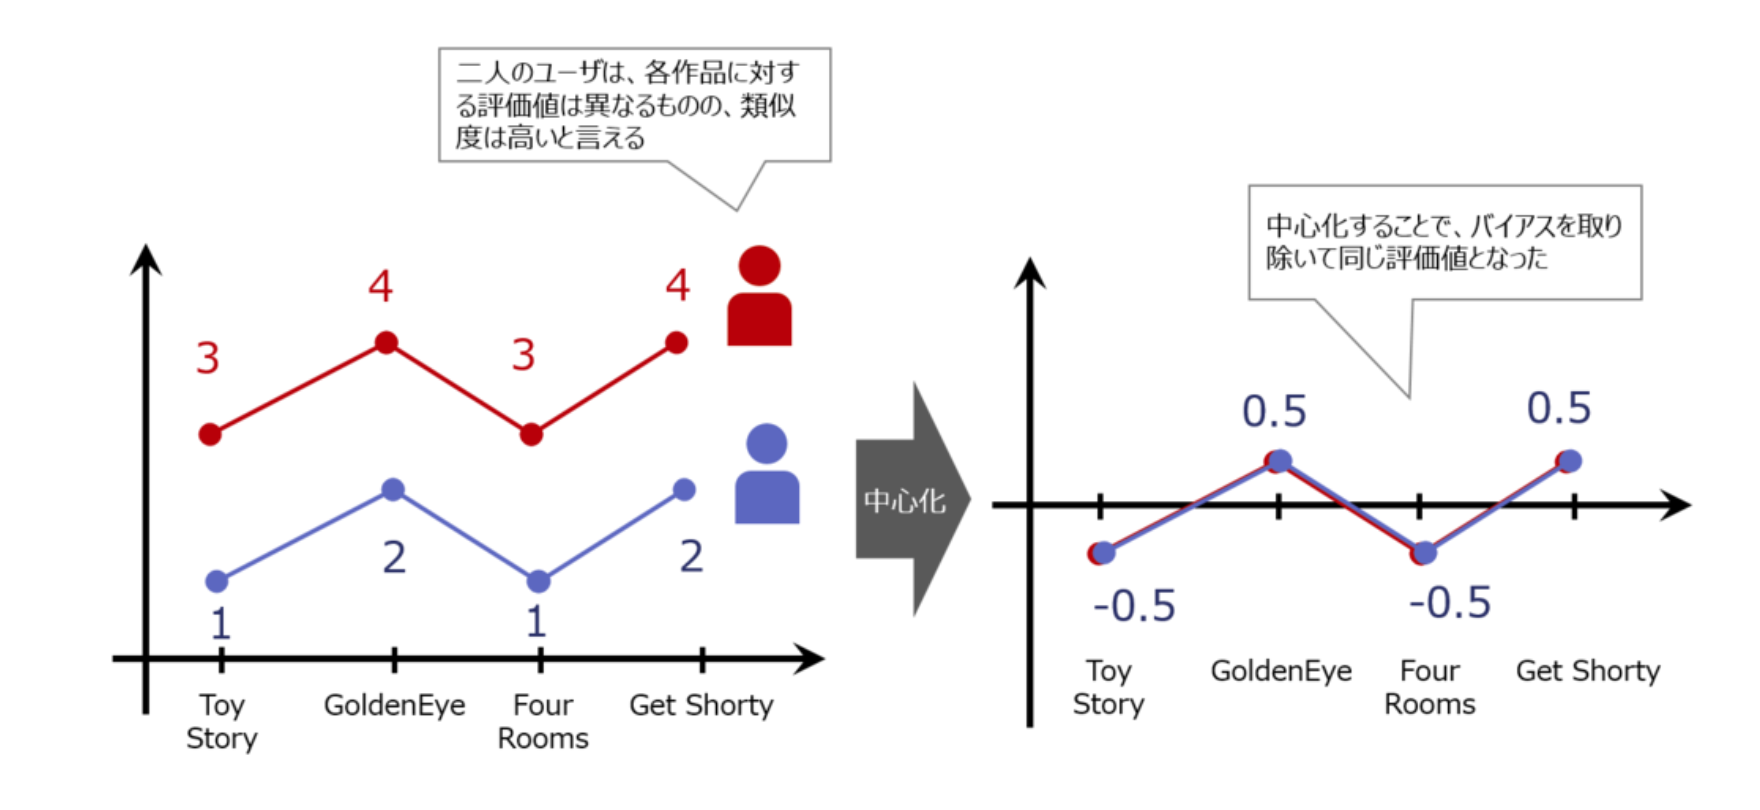 二人のユーザは、各作品に対す
る評価値は異なるものの、類似
度は高いと言える
中心化することで、バイアスを取り
除いて同じ評価値となった
3
4
3
4
1
2
1
2
中心化
0.5
0.5
-0.5
-0.5
Toy
Story
GoldenEye
Four
Rooms
Get Shorty
Toy
Story
GoldenEye
Four
Rooms
Get Shorty